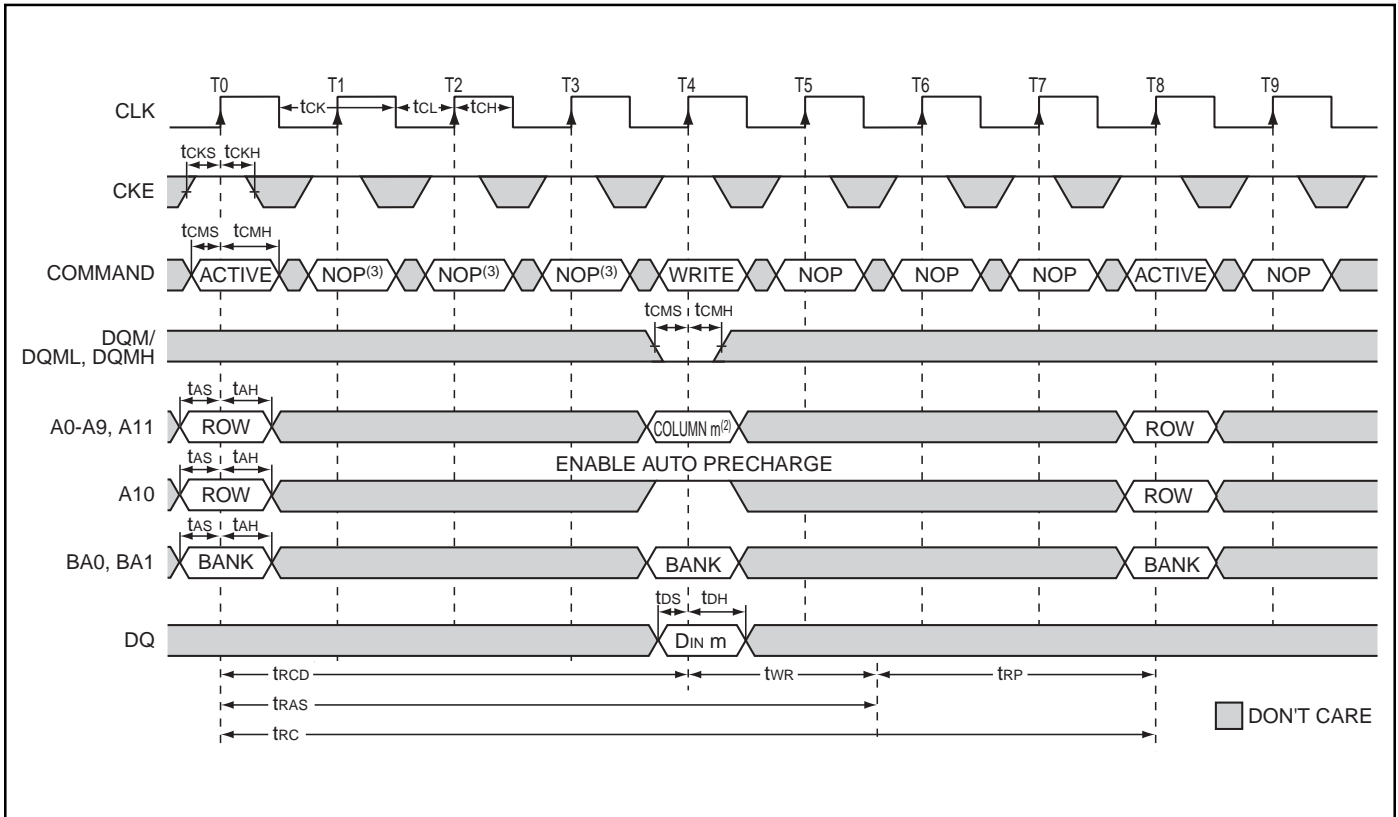 T0 T1 T2 T3 T4 T5 T6 T7 T8 T9
CLK tCK tCL tCH
tCKS tCKH
CKE
tCMS tCMH
COMMAND ACTIVE NOP(3) NOP(3) NOP(3) WRITE NOP NOP NOP ACTIVE NOP
tCMS tCMH
DQM/
DQML, DQMH
tAS tAH
A0-A9, A11 ROW COLUMN m(2) ROW
ENABLE AUTO PRECHARGE
tAS tAH
A10 ROW ROW
tAS tAH
BA0, BA1 BANK BANK BANK
tDS tDH
DQ DIN m
tRCD tWR tRP
tRAS
DON'T CARE
tRC